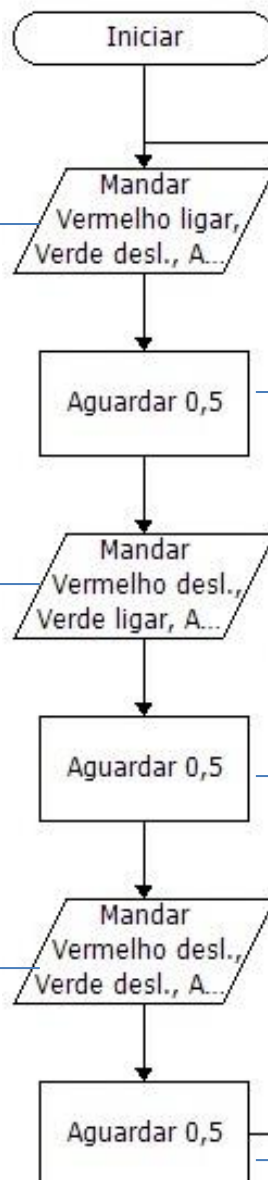 Iniciar
Mandar
Vermelho ligar,
Verde desl., A...
Aguardar 0,5
Mandar
Vermelho desl.,
Verde ligar, A...
Aguardar 0,5
Mandar
Vermelho desl.,
Verde desl., A...
Aguardar 0,5